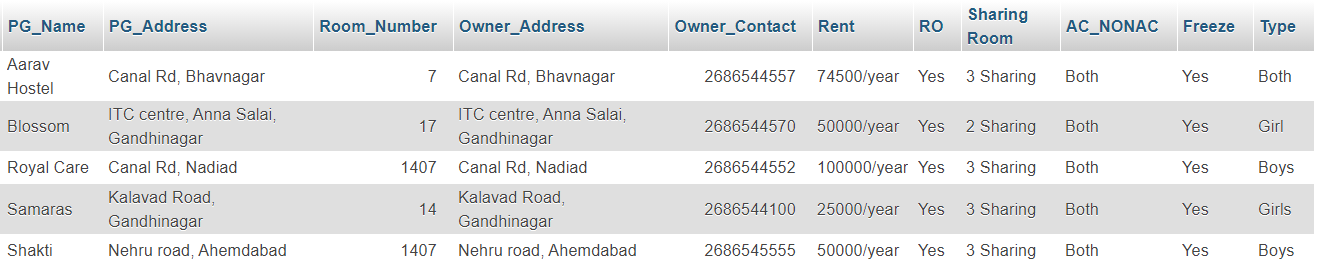 PG_Name PG_Address Room_Number Owner_Address Owner_Contact Rent RO Sharing Room AC_NONAC Freeze Type
Aarav Hostel Canal Rd, Bhavnagar 7 Canal Rd, Bhavnagar 2686544557 74500/year Yes 3 Sharing Both Yes Both
Blossom ITC centre, Anna Salai, Gandhinagar 17 ITC centre, Anna Salai, Gandhinagar 2686544570 50000/year Yes 2 Sharing Both Yes Girl
Royal Care Canal Rd, Nadiad 1407 Canal Rd, Nadiad 2686544552 100000/year Yes 3 Sharing Both Yes Boys
Samaras Kalavad Road, Gandhinagar 14 Kalavad Road, Gandhinagar 2686544100 25000/year Yes 3 Sharing Both Yes Girls
Shakti Nehru road, Ahemdabad 1407 Nehru road, Ahemdabad 2686545555 50000/year Yes 3 Sharing Both Yes Boys